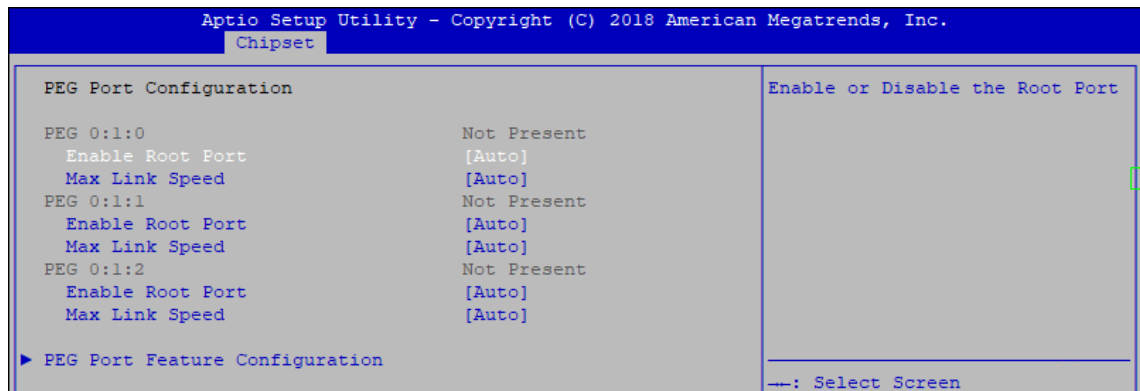 Aptio Setup Utility - Copyright (C) 2018 American Megatrends, Inc.
Chipset
PEG Port Configuration
PEG 0:1:0 Not Present
Enable Root Port [Auto]
Max Link Speed [Auto]
PEG 0:1:1 Not Present
Enable Root Port [Auto]
Max Link Speed [Auto]
PEG 0:1:2 Not Present
Enable Root Port [Auto]
Max Link Speed [Auto]
► PEG Port Feature Configuration
Enable or Disable the Root Port
→←: Select Screen